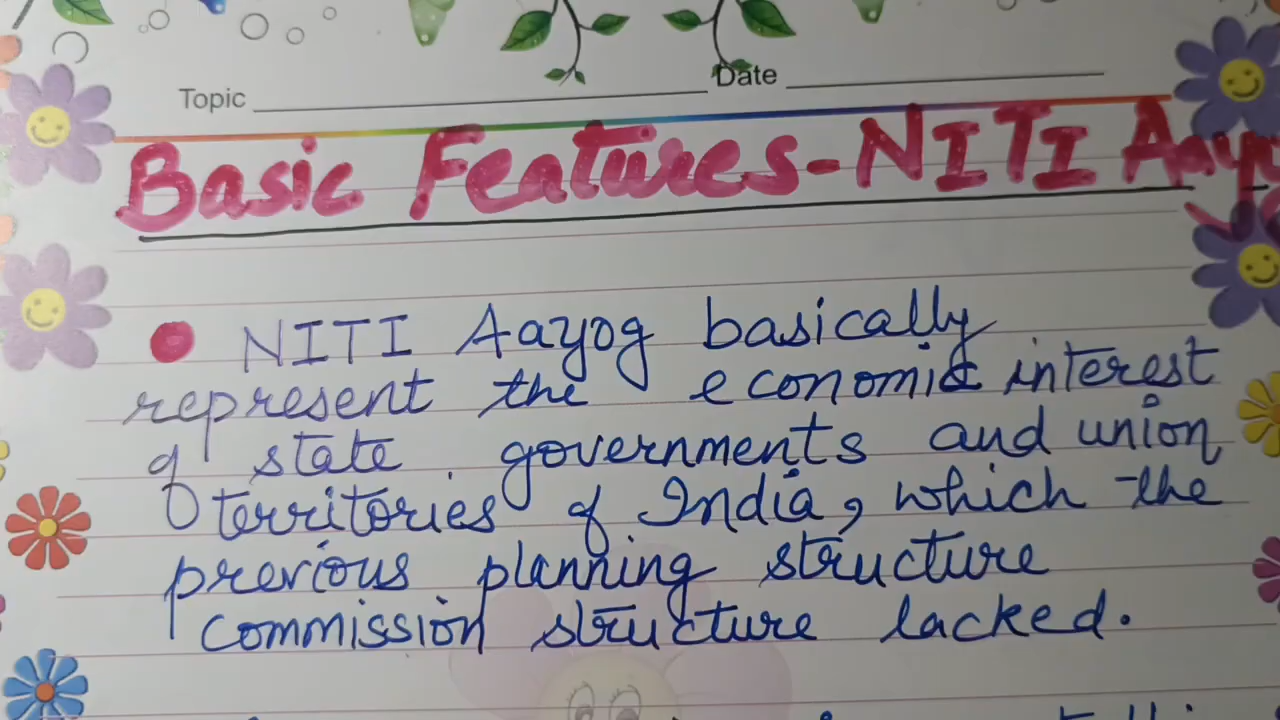 Topic Date
Basic Features-NITI Aayo
NITI Aayog basically
represent the economic interest
of state governments and union
territories of India, which the
previous planning structure
commission structure lacked.